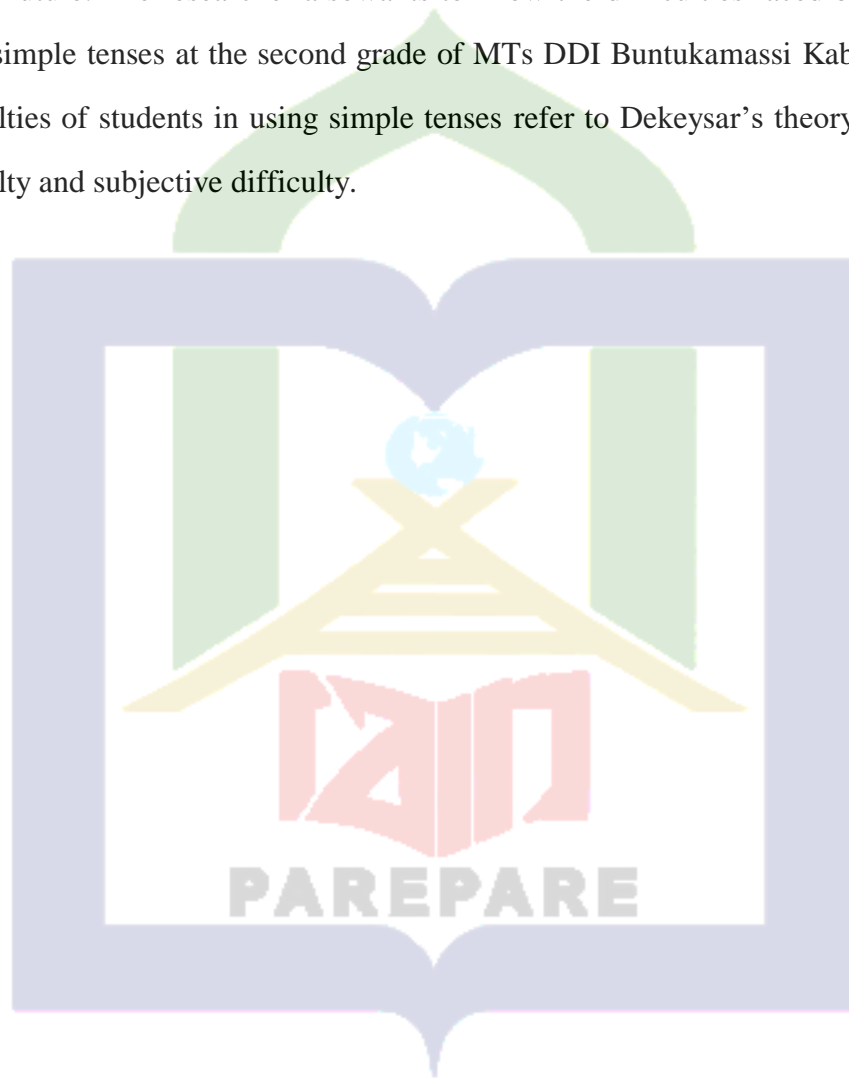 simple tenses at the second grade of MTs DDI Buntukamassi Kab
lties of students in using simple tenses refer to Dekeysar's theory
lty and subjective difficulty.
iain
PAREPARE